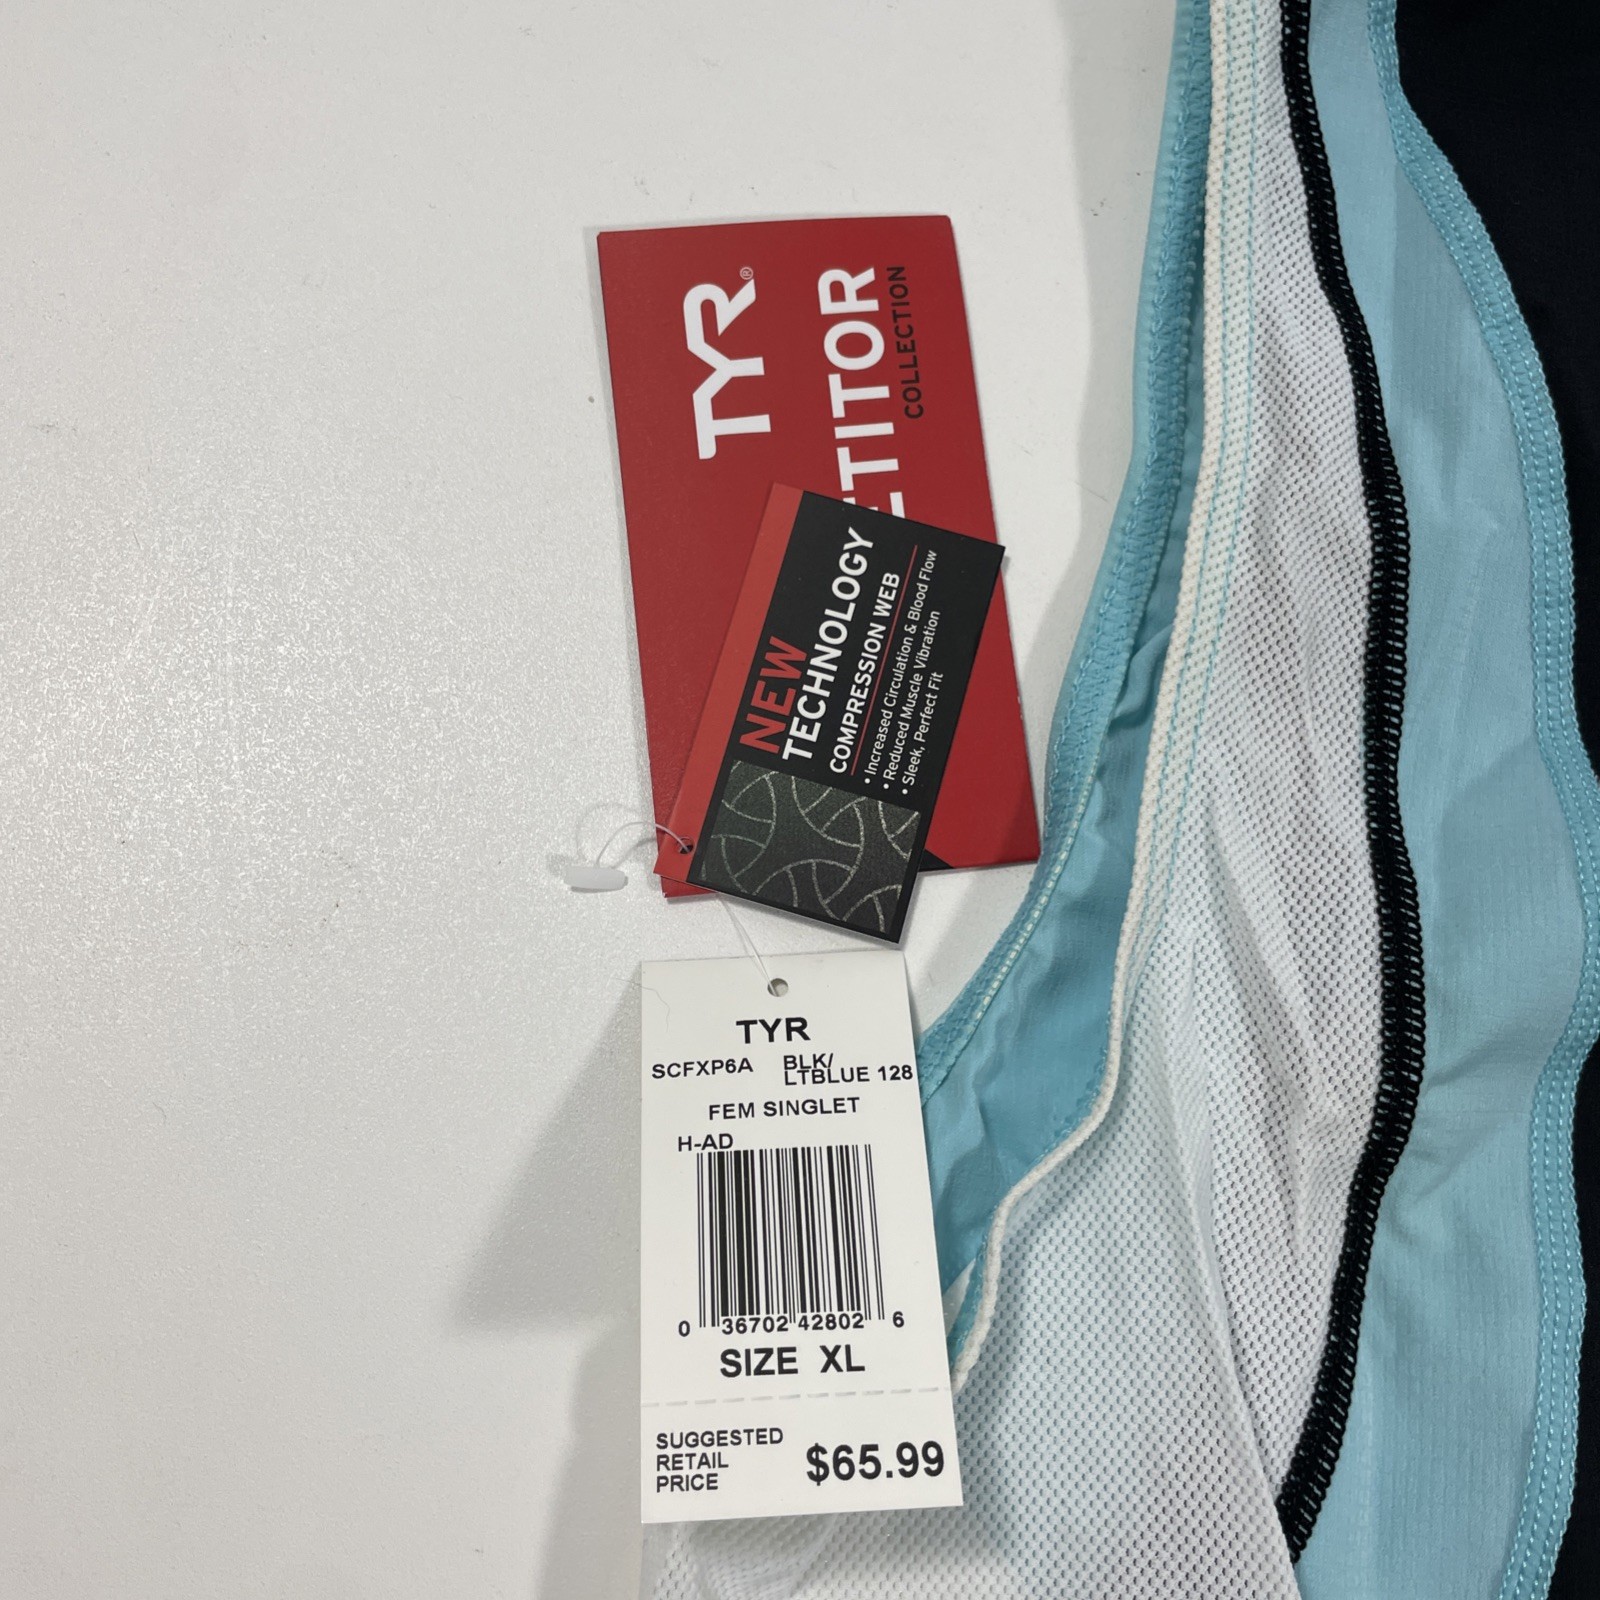 TYR®
ETITOR
COLLECTION
NEW
TECHNOLOGY
COMPRESSION WEB
• Increased Circulation & Blood Flow
• Reduced Muscle Vibration
• Sleek, Perfect Fit
TYR
SCFXP6A BLK/
LTBLUE 128
FEM SINGLET
H-AD
0 36702 42802 6
SIZE XL
SUGGESTED
RETAIL
PRICE
$65.99